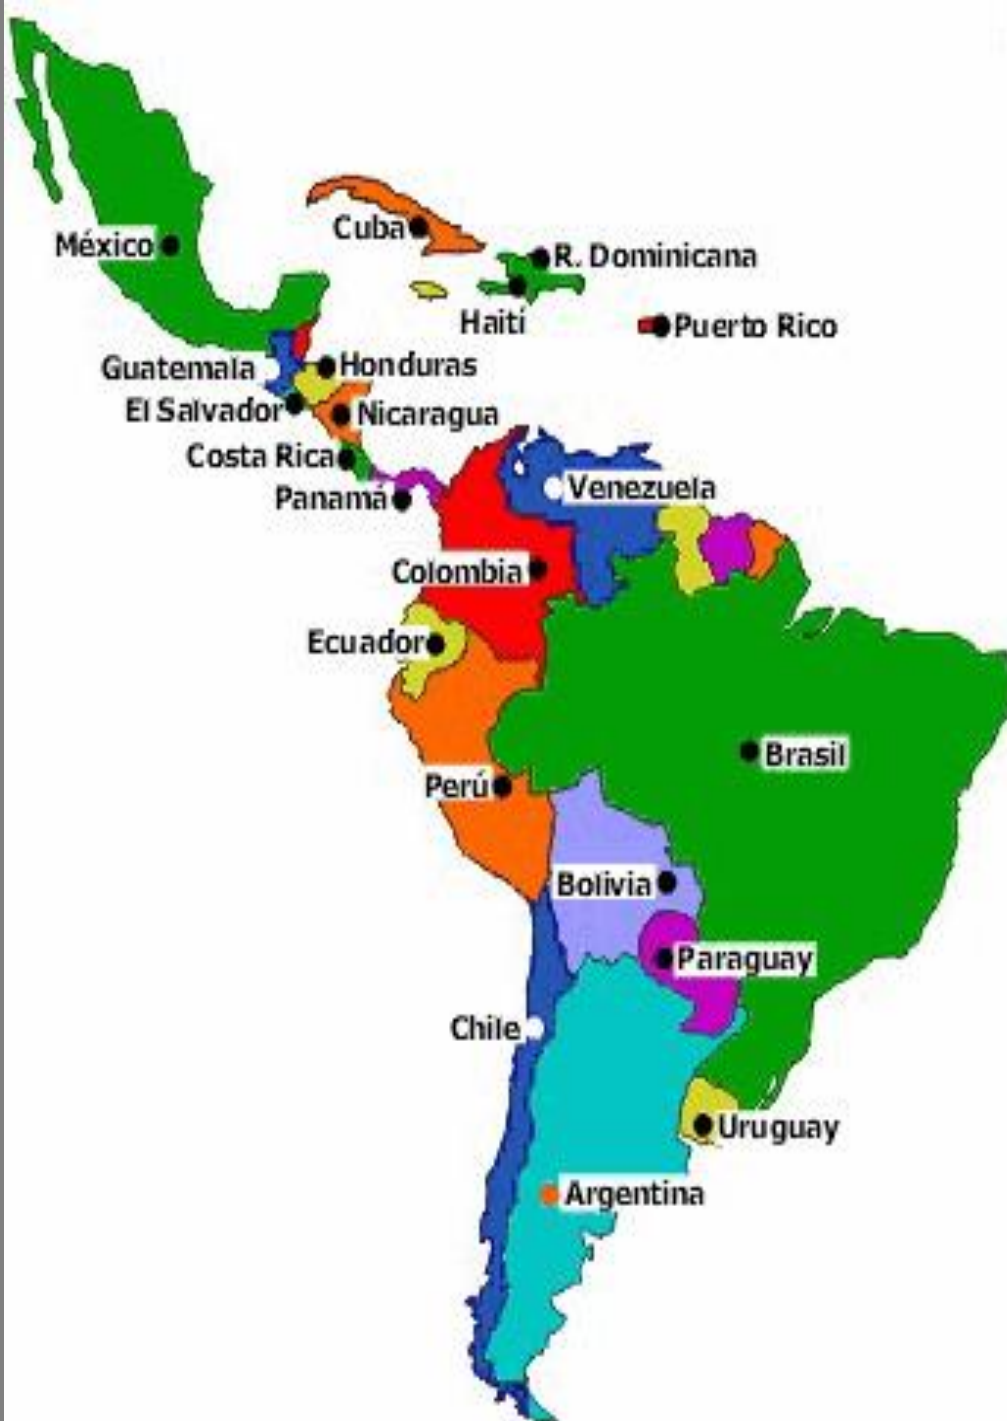 Cuba
México
R. Dominicana
Haití
Puerto Rico
Guatemala
Honduras
El Salvador
Nicaragua
Costa Rica
Panamá
Venezuela
Colombia
Ecuador
Brasil
Perú
Bolivia
Paraguay
Chile
Uruguay
Argentina